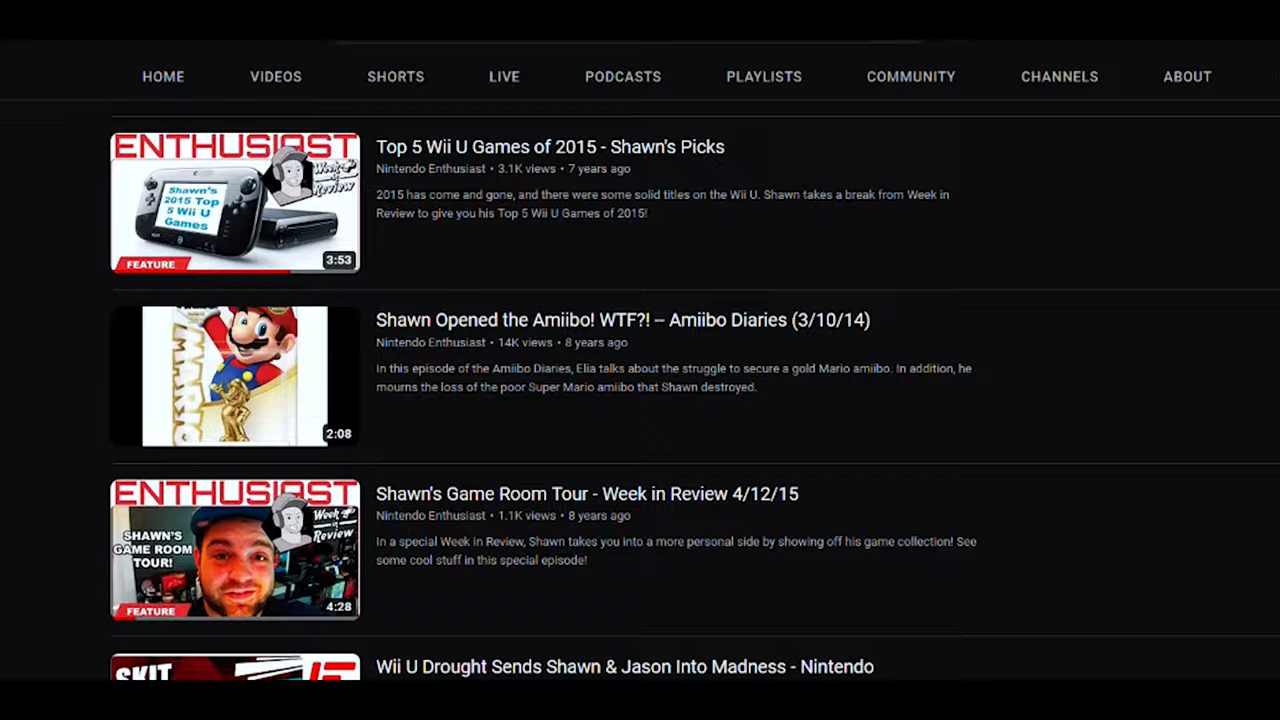 HOME VIDEOS SHORTS LIVE PODCASTS PLAYLISTS COMMUNITY CHANNELS ABOUT
ENTHUSIAST
Week in Review
Shawn's
2015 Top
5 Wii U
Games
FEATURE
3:53
Top 5 Wii U Games of 2015 - Shawn's Picks
Nintendo Enthusiast • 3.1K views • 7 years ago
2015 has come and gone, and there were some solid titles on the Wii U. Shawn takes a break from Week in
Review to give you his Top 5 Wii U Games of 2015!
MARIO
2:08
Shawn Opened the Amiibo! WTF?! – Amiibo Diaries (3/10/14)
Nintendo Enthusiast • 14K views • 8 years ago
In this episode of the Amiibo Diaries, Elia talks about the struggle to secure a gold Mario amiibo. In addition, he
mourns the loss of the poor Super Mario amiibo that Shawn destroyed.
ENTHUSIAST
Week in Review
SHAWN'S
GAME ROOM
TOUR!
FEATURE
4:28
Shawn's Game Room Tour - Week in Review 4/12/15
Nintendo Enthusiast • 1.1K views • 8 years ago
In a special Week in Review, Shawn takes you into a more personal side by showing off his game collection! See
some cool stuff in this special episode!
SKIT
Wii U Drought Sends Shawn & Jason Into Madness - Nintendo